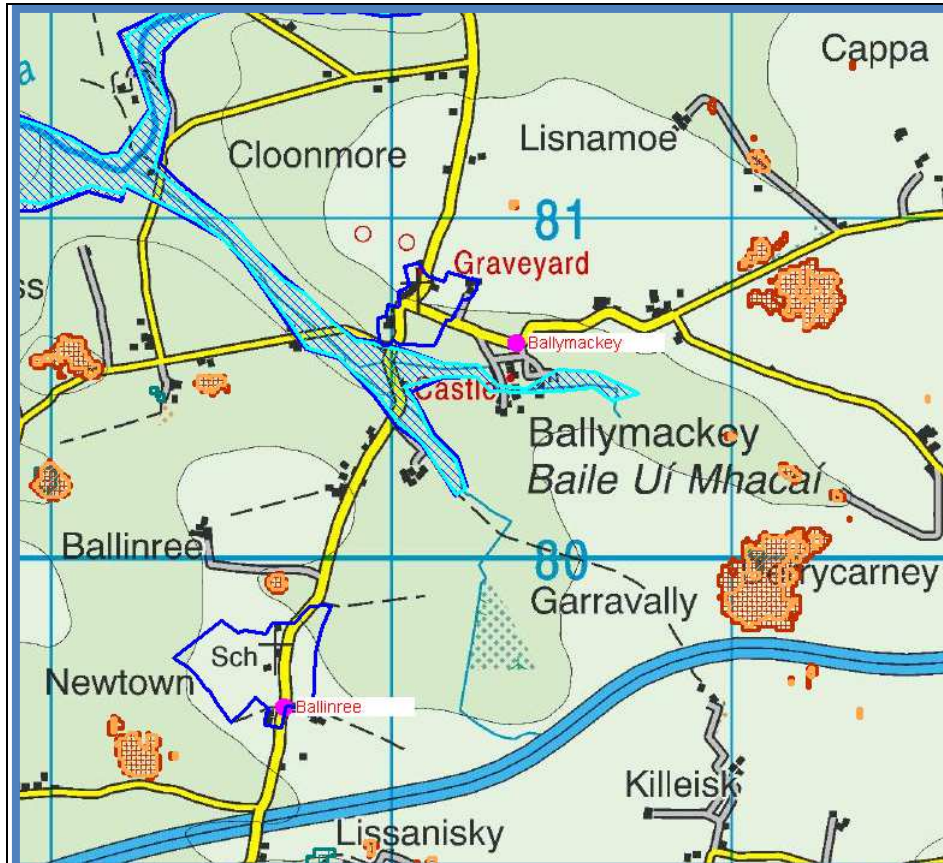 Cappa
Lisnamoe
Cloonmore
81
Graveyard
ss
Ballymackey
Castle
Ballymackey
Baile Uí Mhacaí
80
Ballinree
Garravally
Sch
Newtown
Ballinree
Killeisk
Lissanisky